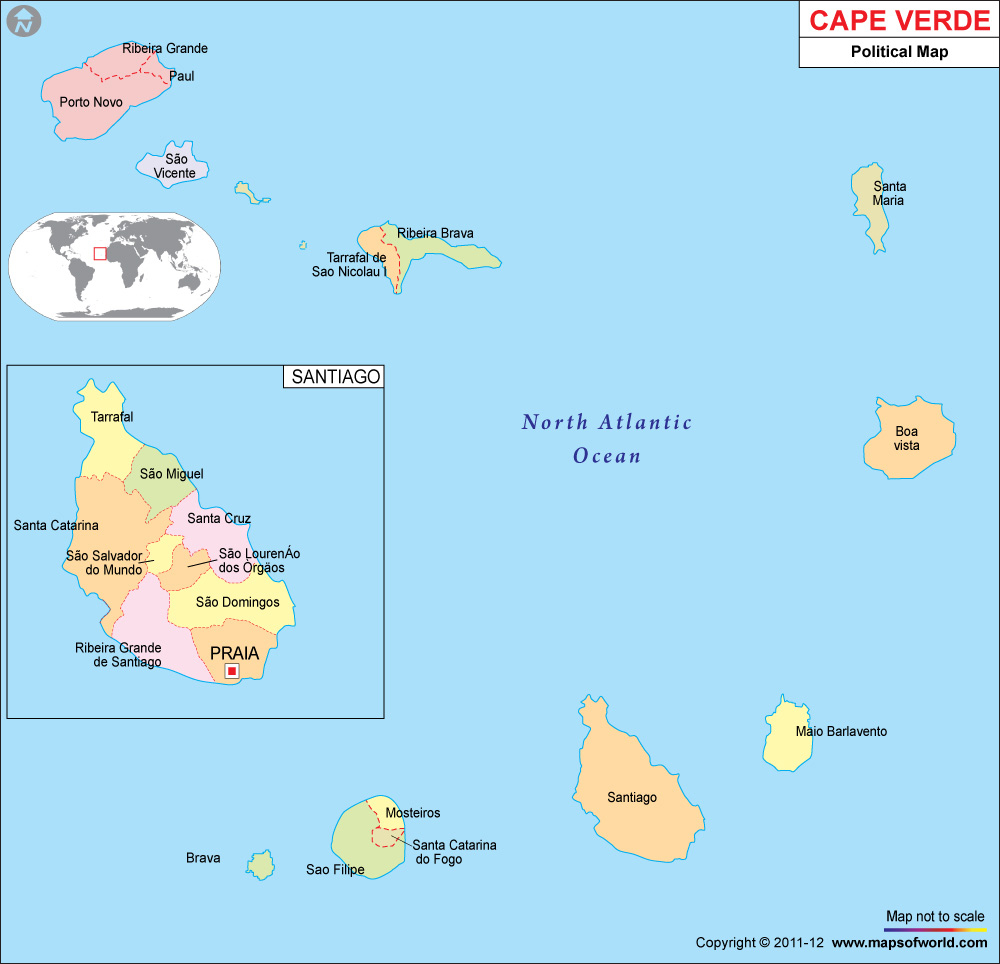 N
CAPE VERDE
Political Map
Ribeira Grande
Paul
Porto Novo
São
Vicente
Santa
Maria
Ribeira Brava
Tarrafal de
Sao Nicolau I
SANTIAGO
Tarrafal
São Miguel
Santa Catarina
Santa Cruz
São Salvador
do Mundo
São LourenÁo
dos Órgãos
São Domingos
Ribeira Grande
de Santiago
PRAIA
North Atlantic
Ocean
Boa
vista
Maio Barlavento
Santiago
Mosteiros
Santa Catarina
do Fogo
Sao Filipe
Brava
Map not to scale
Copyright © 2011-12 www.mapsofworld.com